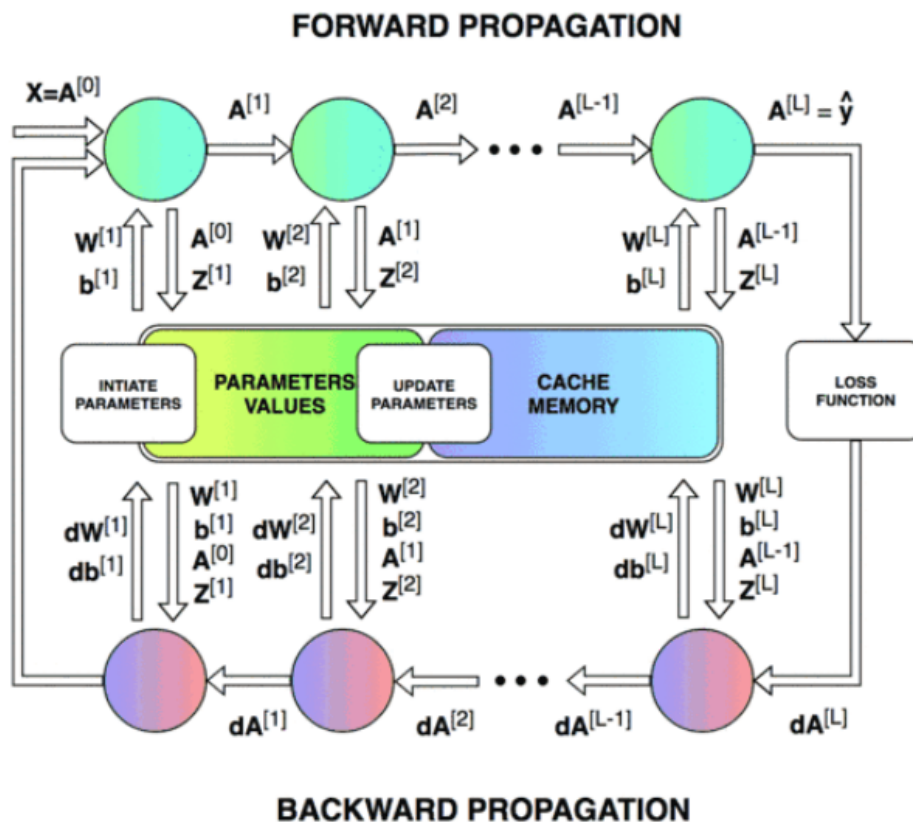 FORWARD PROPAGATION
X=A[0]
A[1]
A[2]
A[L-1]
A[L] = ŷ
W[1]
b[1]
A[0]
Z[1]
W[2]
b[2]
A[1]
Z[2]
W[L]
b[L]
A[L-1]
Z[L]
INTIATE
PARAMETERS
PARAMETERS
VALUES
UPDATE
PARAMETERS
CACHE
MEMORY
LOSS
FUNCTION
dW[1]
db[1]
W[1]
b[1]
A[0]
Z[1]
dW[2]
db[2]
W[2]
b[2]
A[1]
Z[2]
dW[L]
db[L]
W[L]
b[L]
A[L-1]
Z[L]
dA[1]
dA[2]
dA[L-1]
dA[L]
BACKWARD PROPAGATION